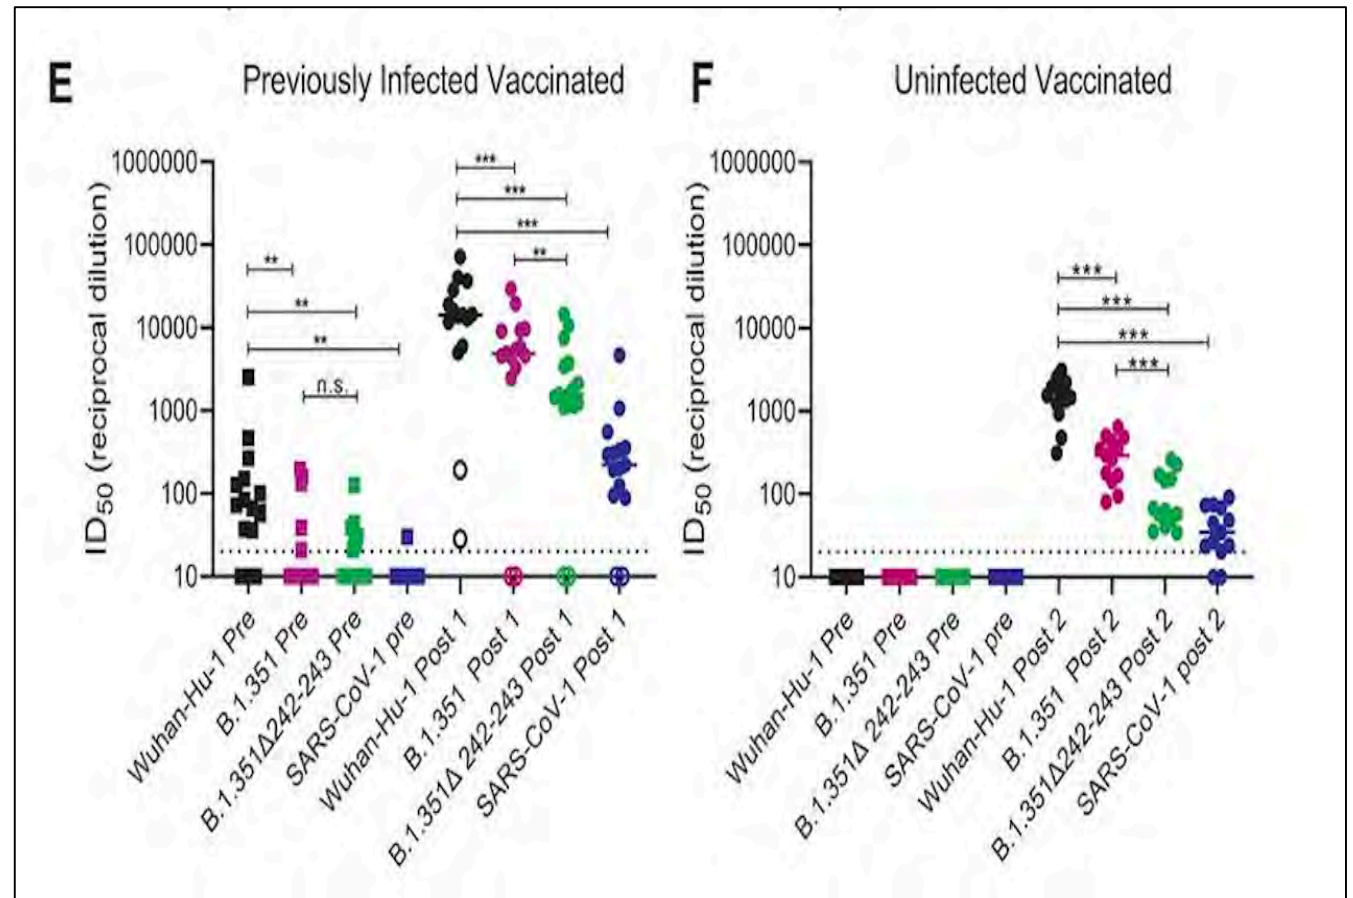 E Previously Infected Vaccinated
ID50 (reciprocal dilution)
1000000
100000
10000
1000
100
10
***
***
***
**
**
**
**
n.s.
Wuhan-Hu-1 Pre
B.1.351 Pre
B.1.351Δ242-243 Pre
SARS-CoV-1 pre
Wuhan-Hu-1 Post 1
B.1.351 Post 1
B.1.351Δ 242-243 Post 1
SARS-CoV-1 Post 1
F Uninfected Vaccinated
ID50 (reciprocal dilution)
1000000
100000
10000
1000
100
10
***
***
***
***
Wuhan-Hu-1 Pre
B.1.351 Pre
B.1.351Δ 242-243 Pre
SARS-CoV-1 pre
Wuhan-Hu-1 Post 2
B.1.351 Post 2
B.1.351Δ242-243 Post 2
SARS-CoV-1 post 2